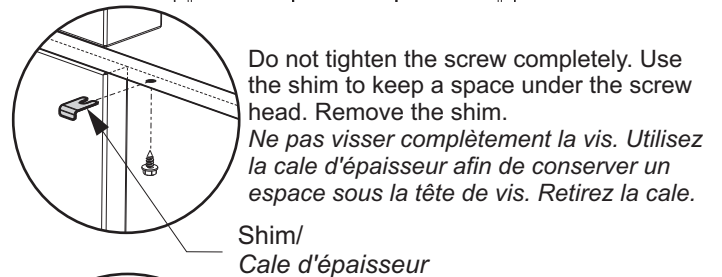 Do not tighten the screw completely. Use
the shim to keep a space under the screw
head. Remove the shim.
Ne pas visser complètement la vis. Utilisez
la cale d'épaisseur afin de conserver un
espace sous la tête de vis. Retirez la cale.
Shim/
Cale d'épaisseur